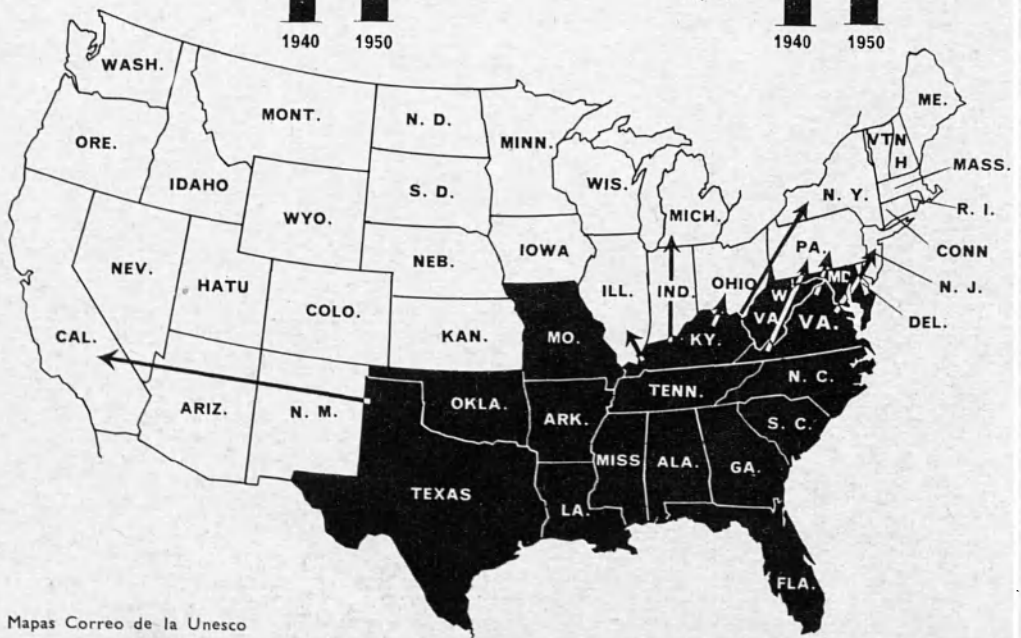 1940 1950 1940 1950
WASH.
ME.
MONT.
N. D.
MINN.
VT N H
ORE.
MASS.
IDAHO
WIS.
N. Y.
S. D.
MICH.
R. I.
WYO.
IOWA
PA.
CONN
NEB.
NEV.
HATU
ILL.
IND.
OHIO
MD.
N. J.
COLO.
W. VA.
VA.
DEL.
CAL.
KAN.
MO.
KY.
N. C.
TENN.
ARIZ.
N. M.
OKLA.
ARK.
S. C.
MISS
ALA.
GA.
TEXAS
LA.
FLA.
Mapas Correo de la Unesco